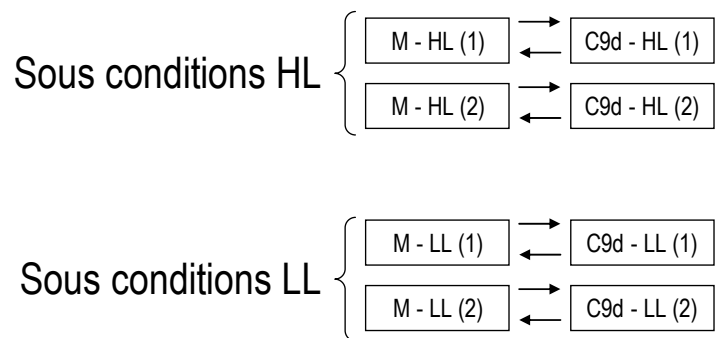 M - HL (1) C9d - HL (1)
Sous conditions HL
M - HL (2) C9d - HL (2)
M - LL (1) C9d - LL (1)
Sous conditions LL
M - LL (2) C9d - LL (2)